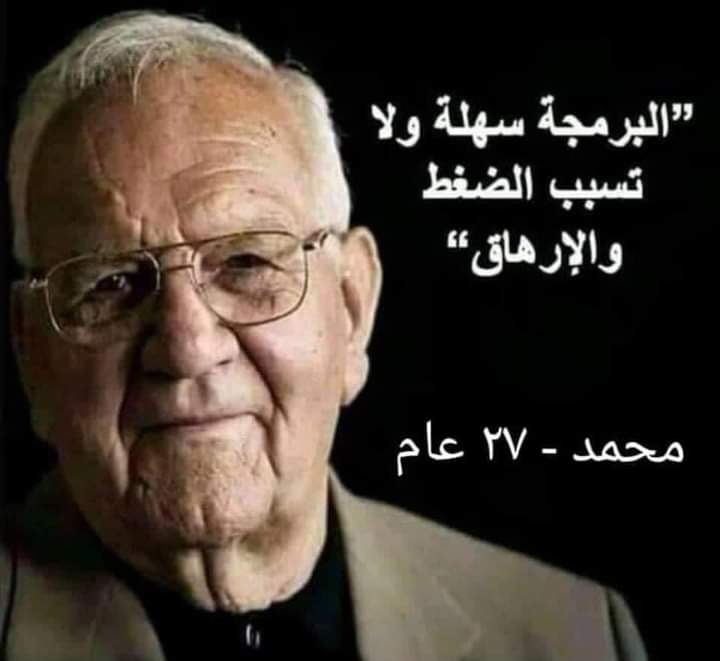 ”البرمجة سهلة ولا
تسبب الضغط
والإرهاق“
محمد - ٢٧ عام